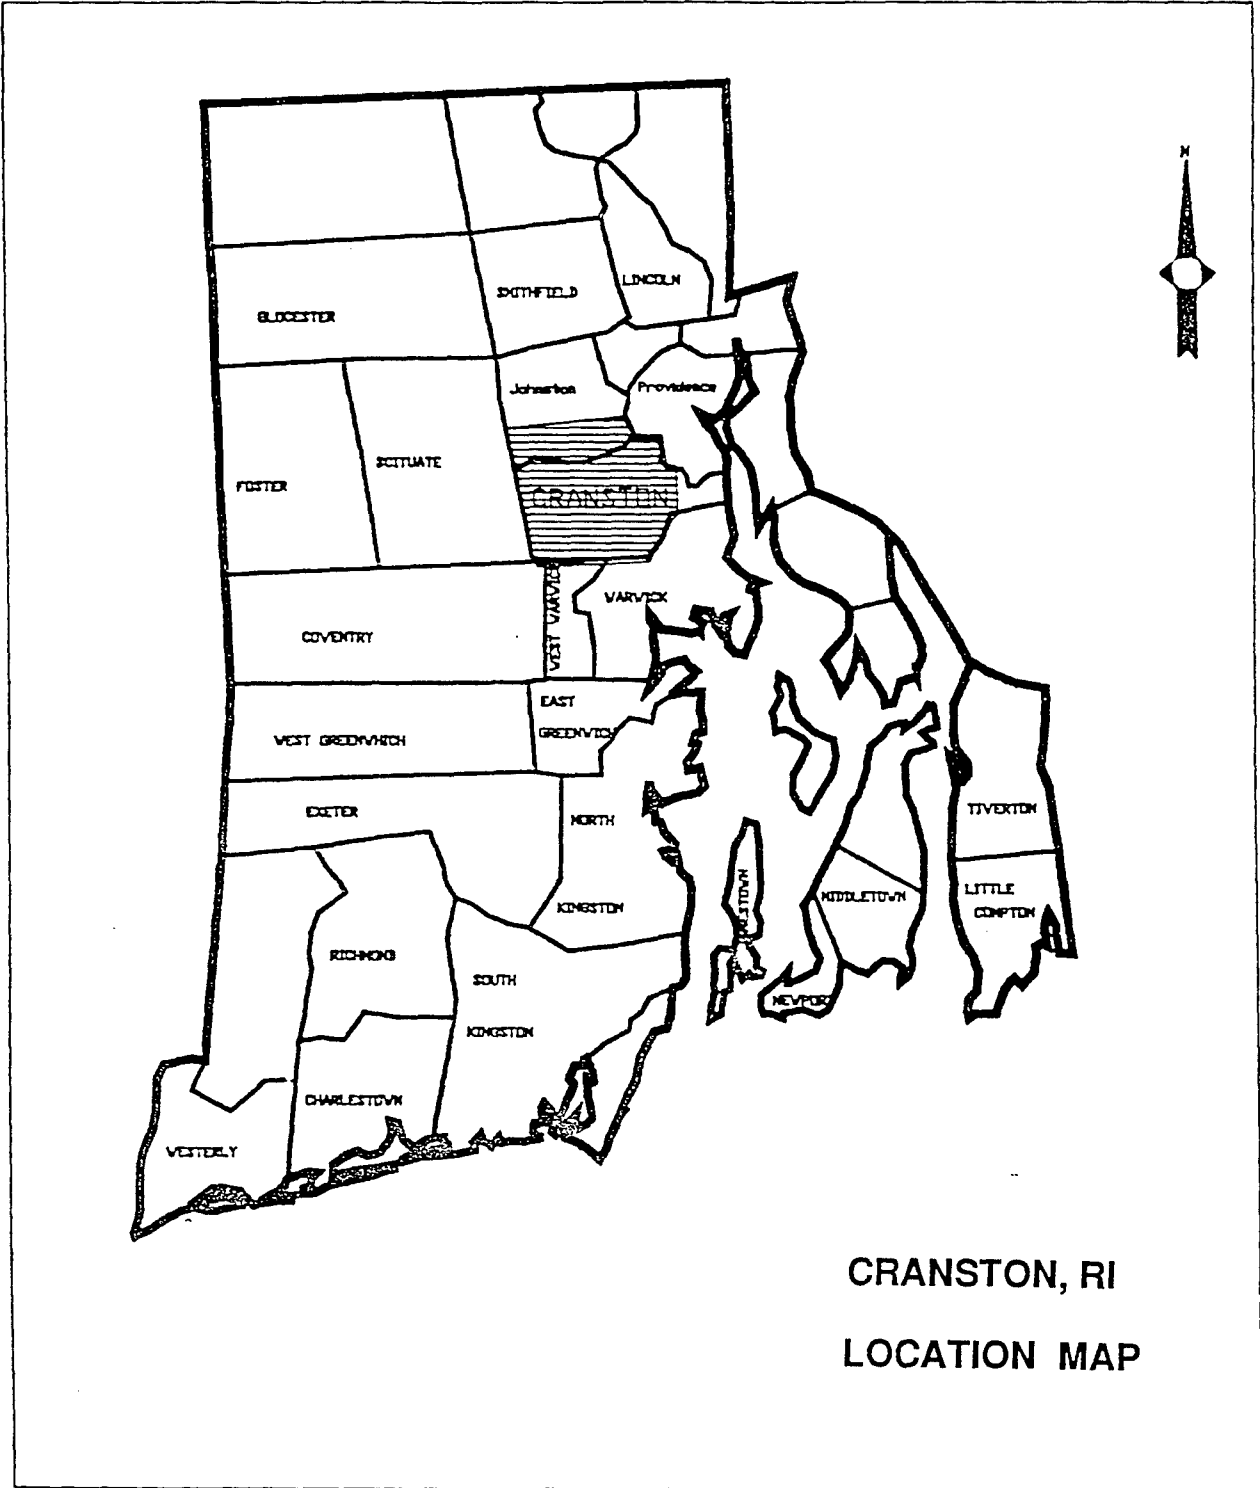 N
LINCOLN
SMITHFIELD
GLOCESTER
Johnston
Providence
SCITUATE
FOSTER
CRANSTON
WARWICK
WEST WARWICK
COVENTRY
EAST
GREENWICH
WEST GREENWHICH
EXETER
NORTH
KINGSTON
TIVERTON
LITTLE
COMPTON
MIDDLETOWN
NEWPORT
RICHMOND
SOUTH
KINGSTON
CHARLESTOWN
WESTERLY
CRANSTON, RI
LOCATION MAP